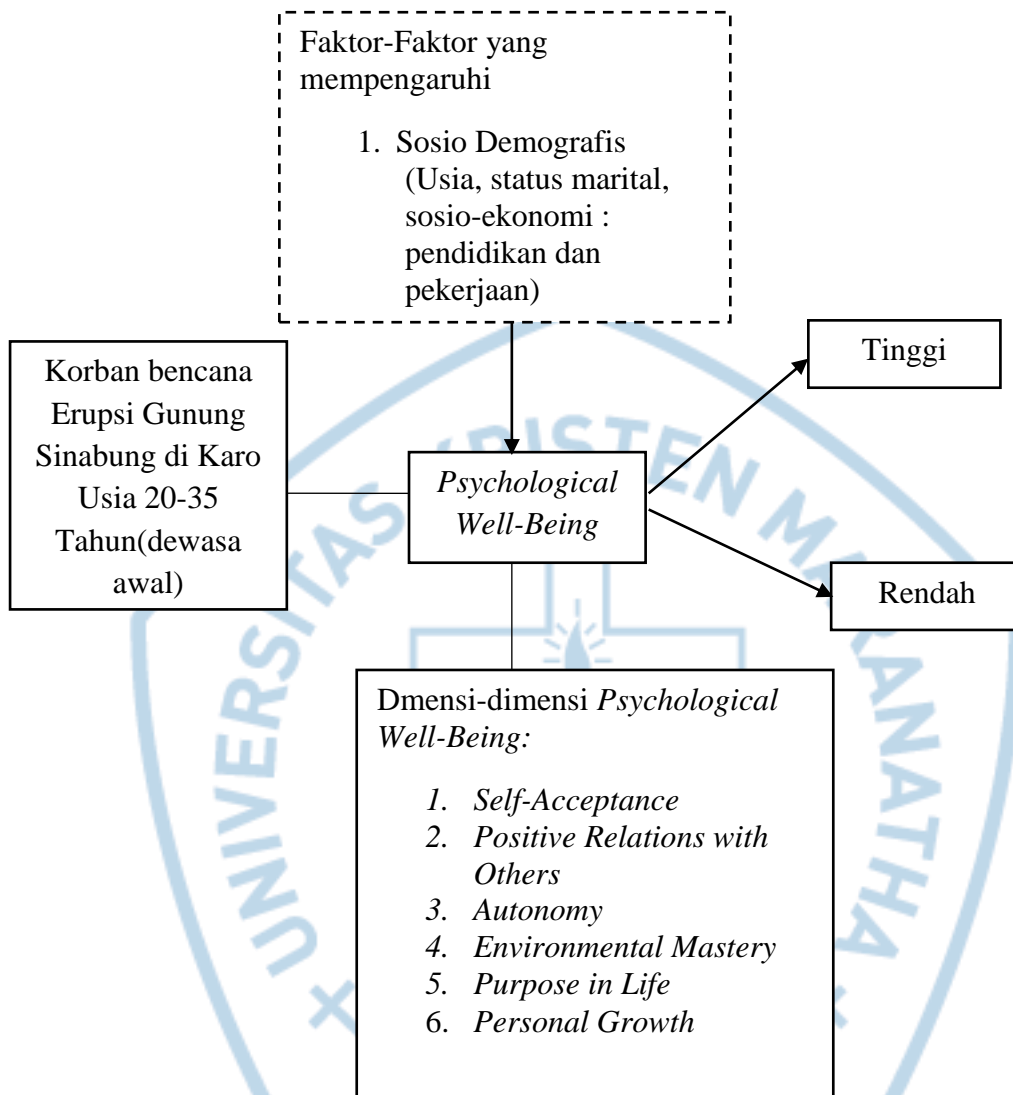 Faktor-Faktor yang
mempengaruhi
1. Sosio Demografis
(Usia, status marital,
sosio-ekonomi :
pendidikan dan
pekerjaan)
Tinggi
Korban bencana
Erupsi Gunung
Sinabung di Karo
Usia 20-35
Tahun(dewasa
awal)
Psychological
Well-Being
Rendah
Dmensi-dimensi Psychological
Well-Being:
1. Self-Acceptance
2. Positive Relations with
Others
3. Autonomy
4. Environmental Mastery
5. Purpose in Life
6. Personal Growth
UNIVERSITAS KRISTEN MARANATHA